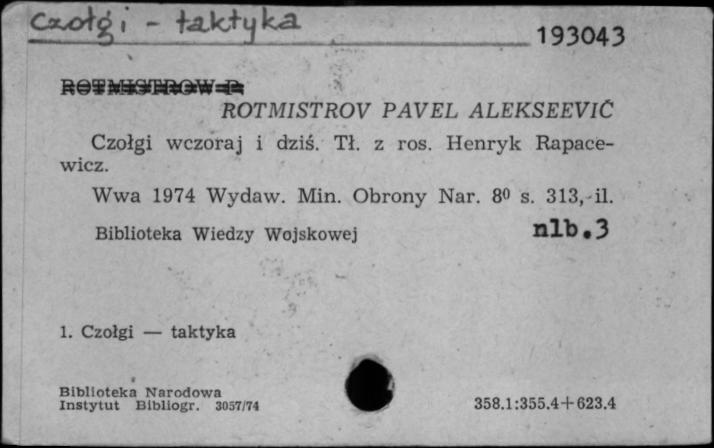 Czołgi - taktyka
193043
ROTMISTROW P.
ROTMISTROV PAVEL ALEKSEEVIČ
Czołgi wczoraj i dziś. Tł. z ros. Henryk Rapace-
wicz.
Wwa 1974 Wydaw. Min. Obrony Nar. 8⁰ s. 313, il.
Biblioteka Wiedzy Wojskowej nlb.3
1. Czołgi — taktyka
Biblioteka Narodowa
Instytut Bibliogr. 3057/74 358.1:355.4+623.4